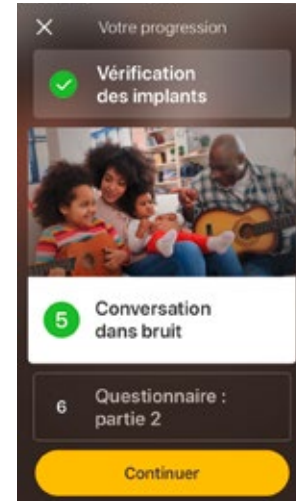 Votre progression
Vérification
des implants
5
Conversation
dans bruit
6
Questionnaire :
partie 2
Continuer